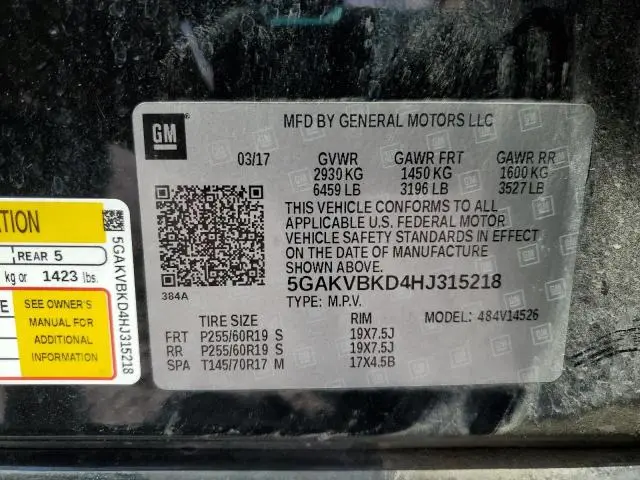 GM
MFD BY GENERAL MOTORS LLC
03/17 GVWR GAWR FRT GAWR RR
2930 KG 1450 KG 1600 KG
6459 LB 3196 LB 3527 LB
THIS VEHICLE CONFORMS TO ALL
APPLICABLE U.S. FEDERAL MOTOR
VEHICLE SAFETY STANDARDS IN EFFECT
ON THE DATE OF MANUFACTURE
5GAKVBKD4HJ315218
384A
TYPE: M.P.V.
TIRE SIZE RIM MODEL: 484V14526
FRT P255/60R19 S 19X7.5J
RR P255/60R19 S 19X7.5J
SPA T145/70R17 M 17X4.5B
REAR 5
kg or 1423 lbs.
SEE OWNER'S
MANUAL FOR
ADDITIONAL
INFORMATION
5GAKVBKD4HJ315218